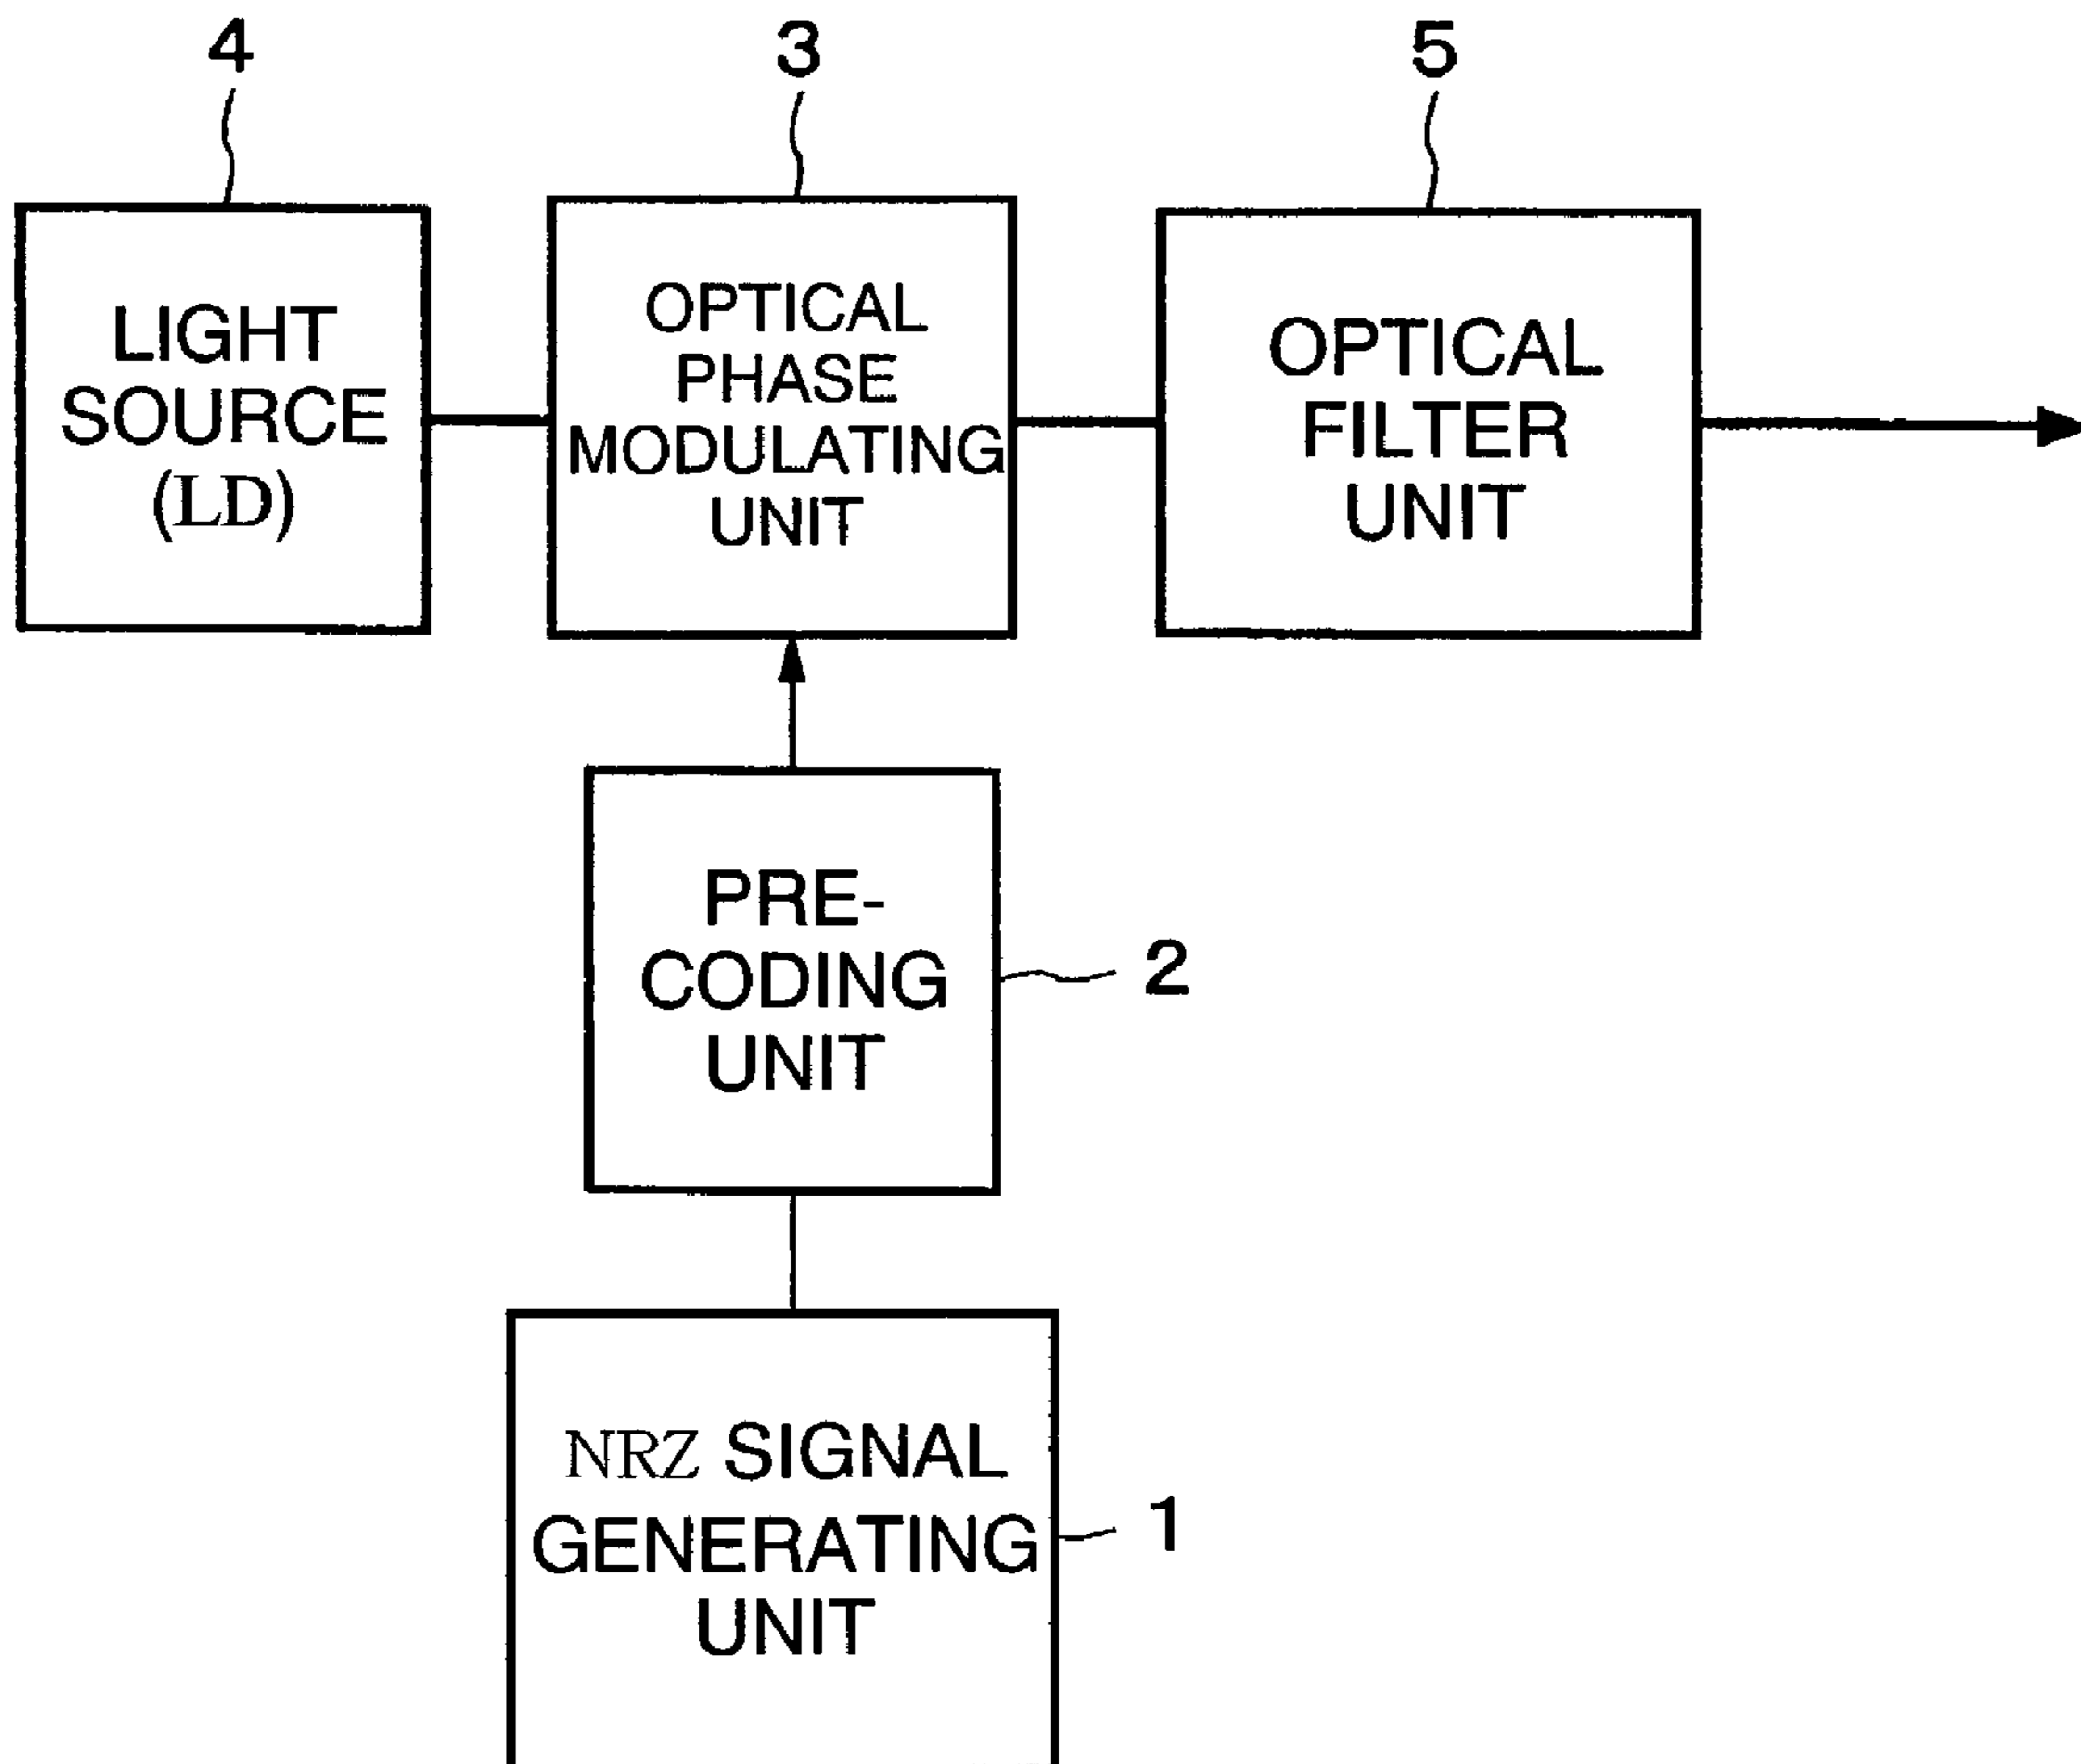 4
3
5
LIGHT
SOURCE
(LD)
OPTICAL
PHASE
MODULATING
UNIT
OPTICAL
FILTER
UNIT
PRE-
CODING
UNIT
2
NRZ SIGNAL
GENERATING
UNIT
1